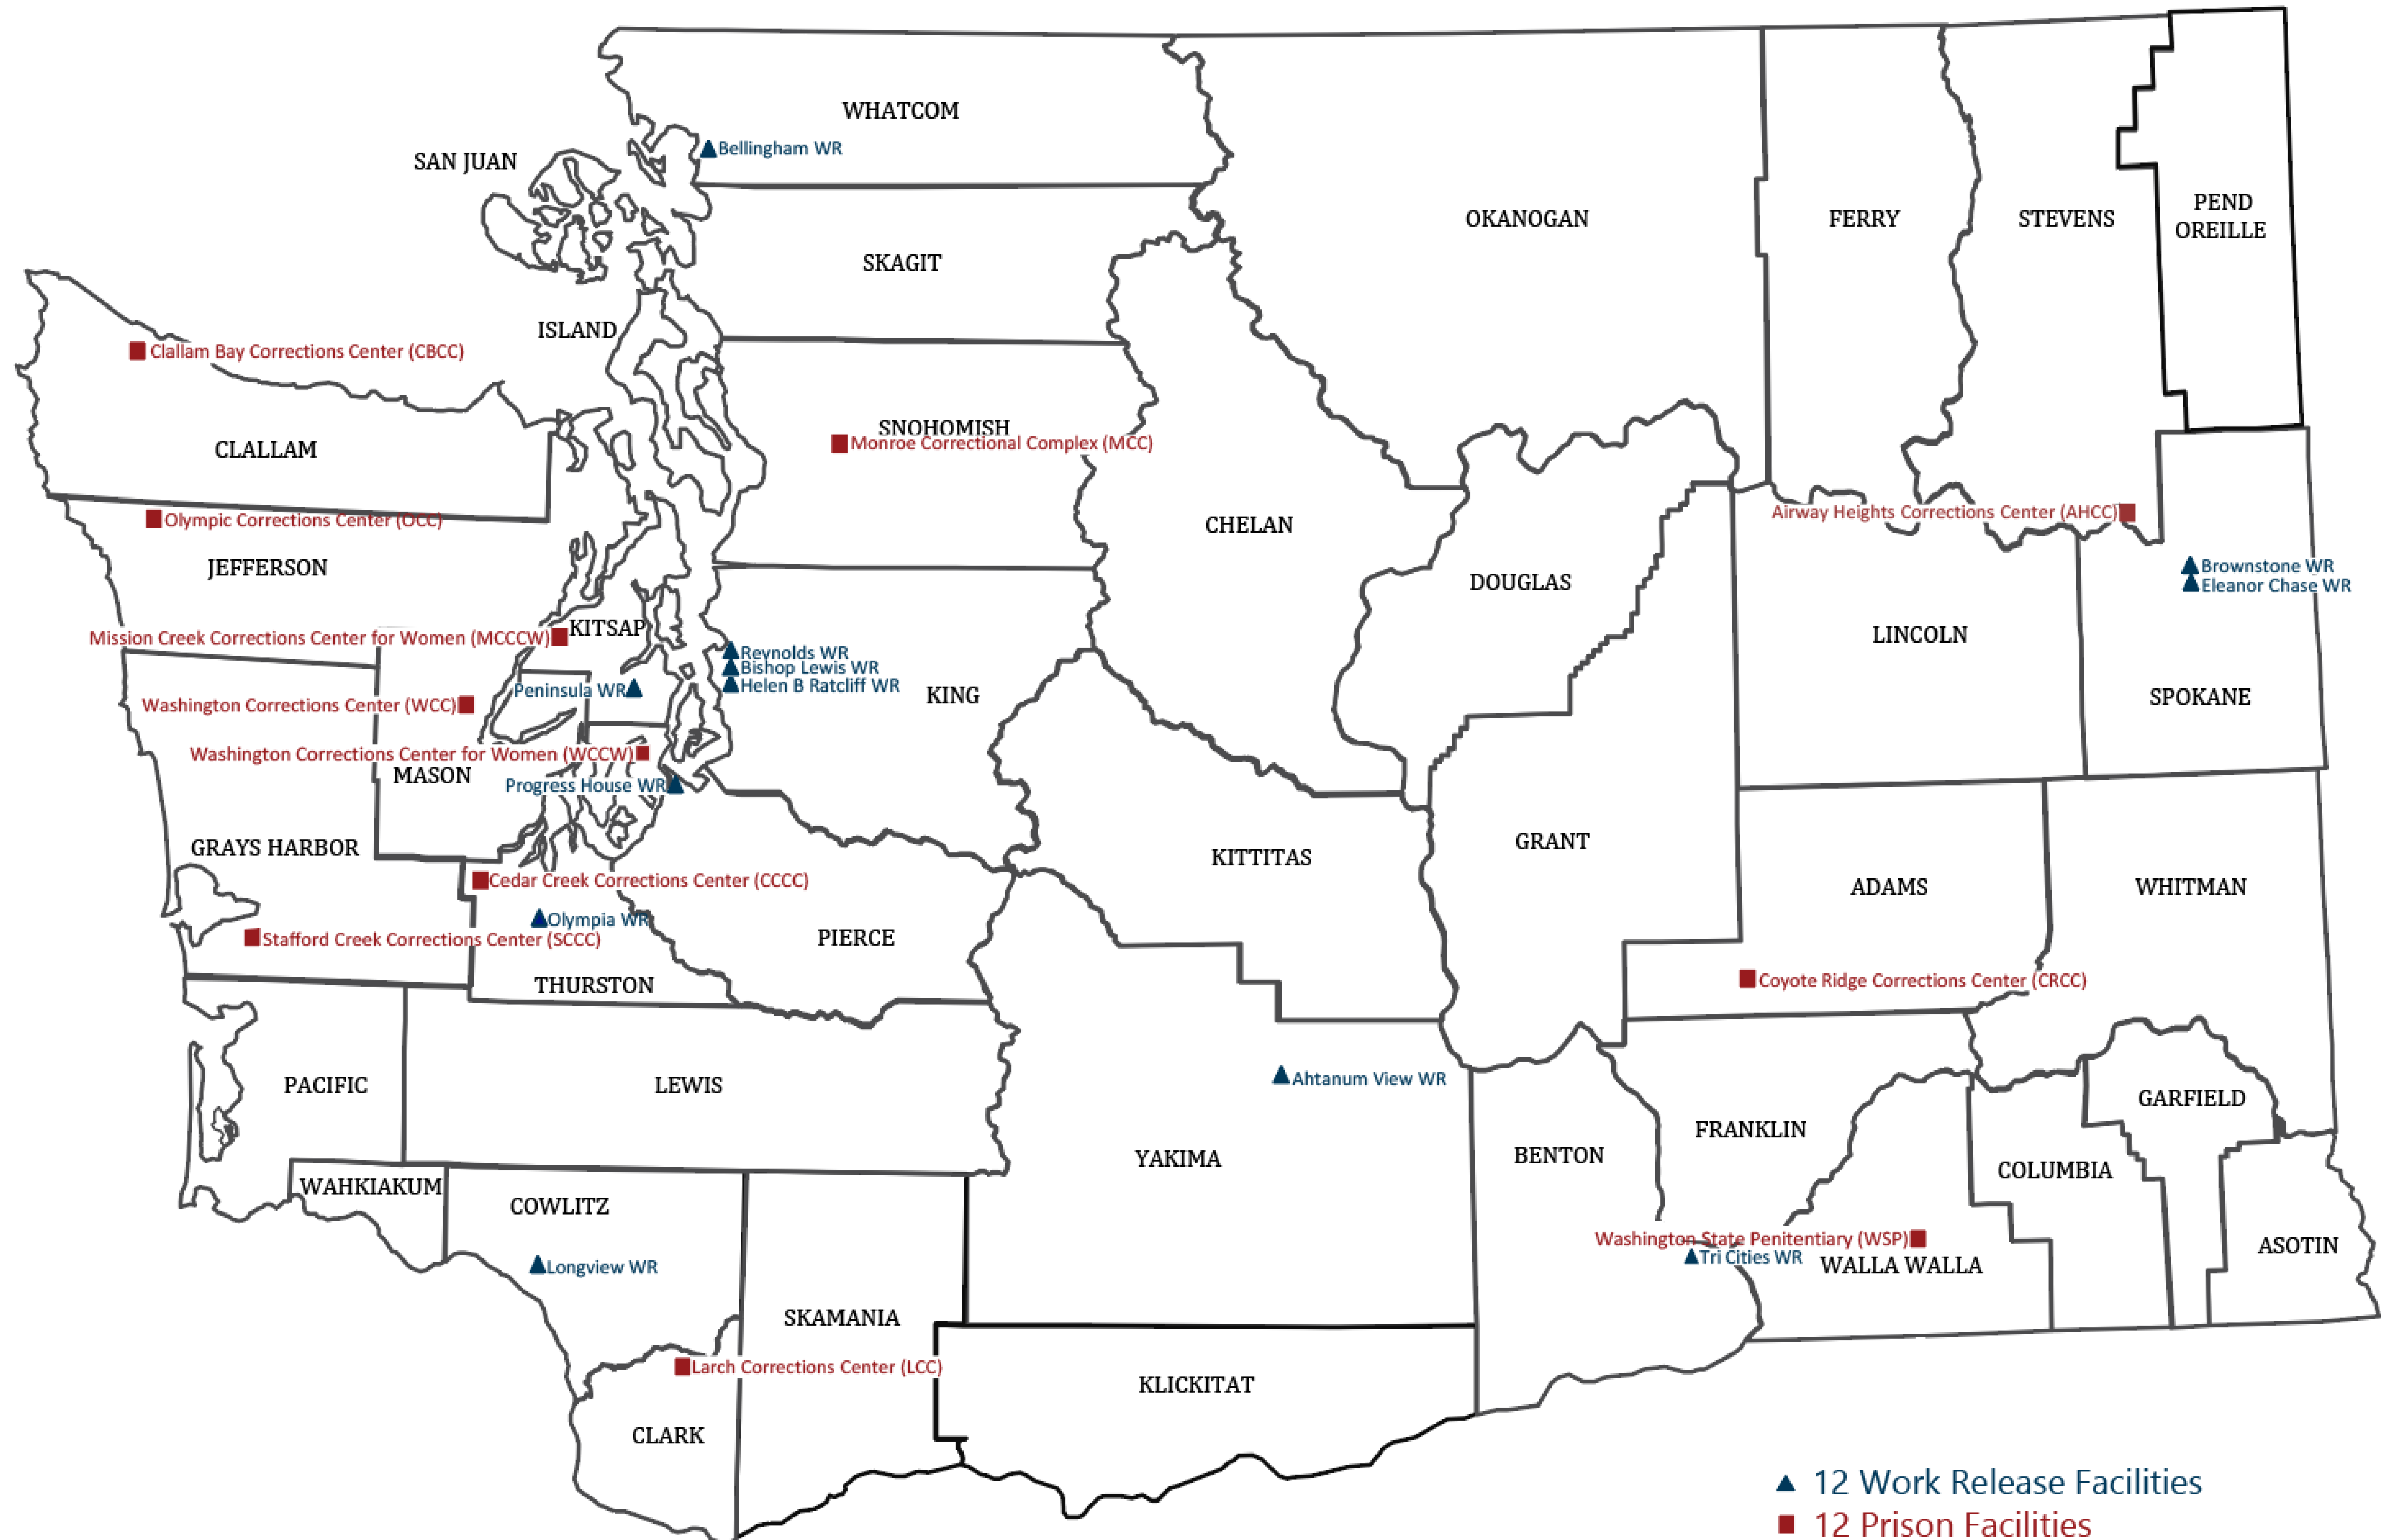 WHATCOM
Bellingham WR
SAN JUAN
OKANOGAN
FERRY
STEVENS
PEND
OREILLE
SKAGIT
ISLAND
Clallam Bay Corrections Center (CBCC)
SNOHOMISH
Monroe Correctional Complex (MCC)
CLALLAM
Olympic Corrections Center (OCC)
CHELAN
Airway Heights Corrections Center (AHCC)
JEFFERSON
DOUGLAS
Brownstone WR
Eleanor Chase WR
Mission Creek Corrections Center for Women (MCCCW)
KITSAP
LINCOLN
Reynolds WR
Bishop Lewis WR
Helen B Ratcliff WR
Peninsula WR
KING
SPOKANE
Washington Corrections Center (WCC)
Washington Corrections Center for Women (WCCW)
MASON
Progress House WR
GRAYS HARBOR
KITTITAS
GRANT
ADAMS
WHITMAN
Cedar Creek Corrections Center (CCCC)
Olympia WR
Stafford Creek Corrections Center (SCCC)
PIERCE
THURSTON
Coyote Ridge Corrections Center (CRCC)
PACIFIC
LEWIS
Ahtanum View WR
GARFIELD
FRANKLIN
YAKIMA
BENTON
COLUMBIA
WAHKIAKUM
COWLITZ
Washington State Penitentiary (WSP)
Tri Cities WR
WALLA WALLA
ASOTIN
Longview WR
SKAMANIA
Larch Corrections Center (LCC)
KLICKITAT
CLARK
12 Work Release Facilities
12 Prison Facilities